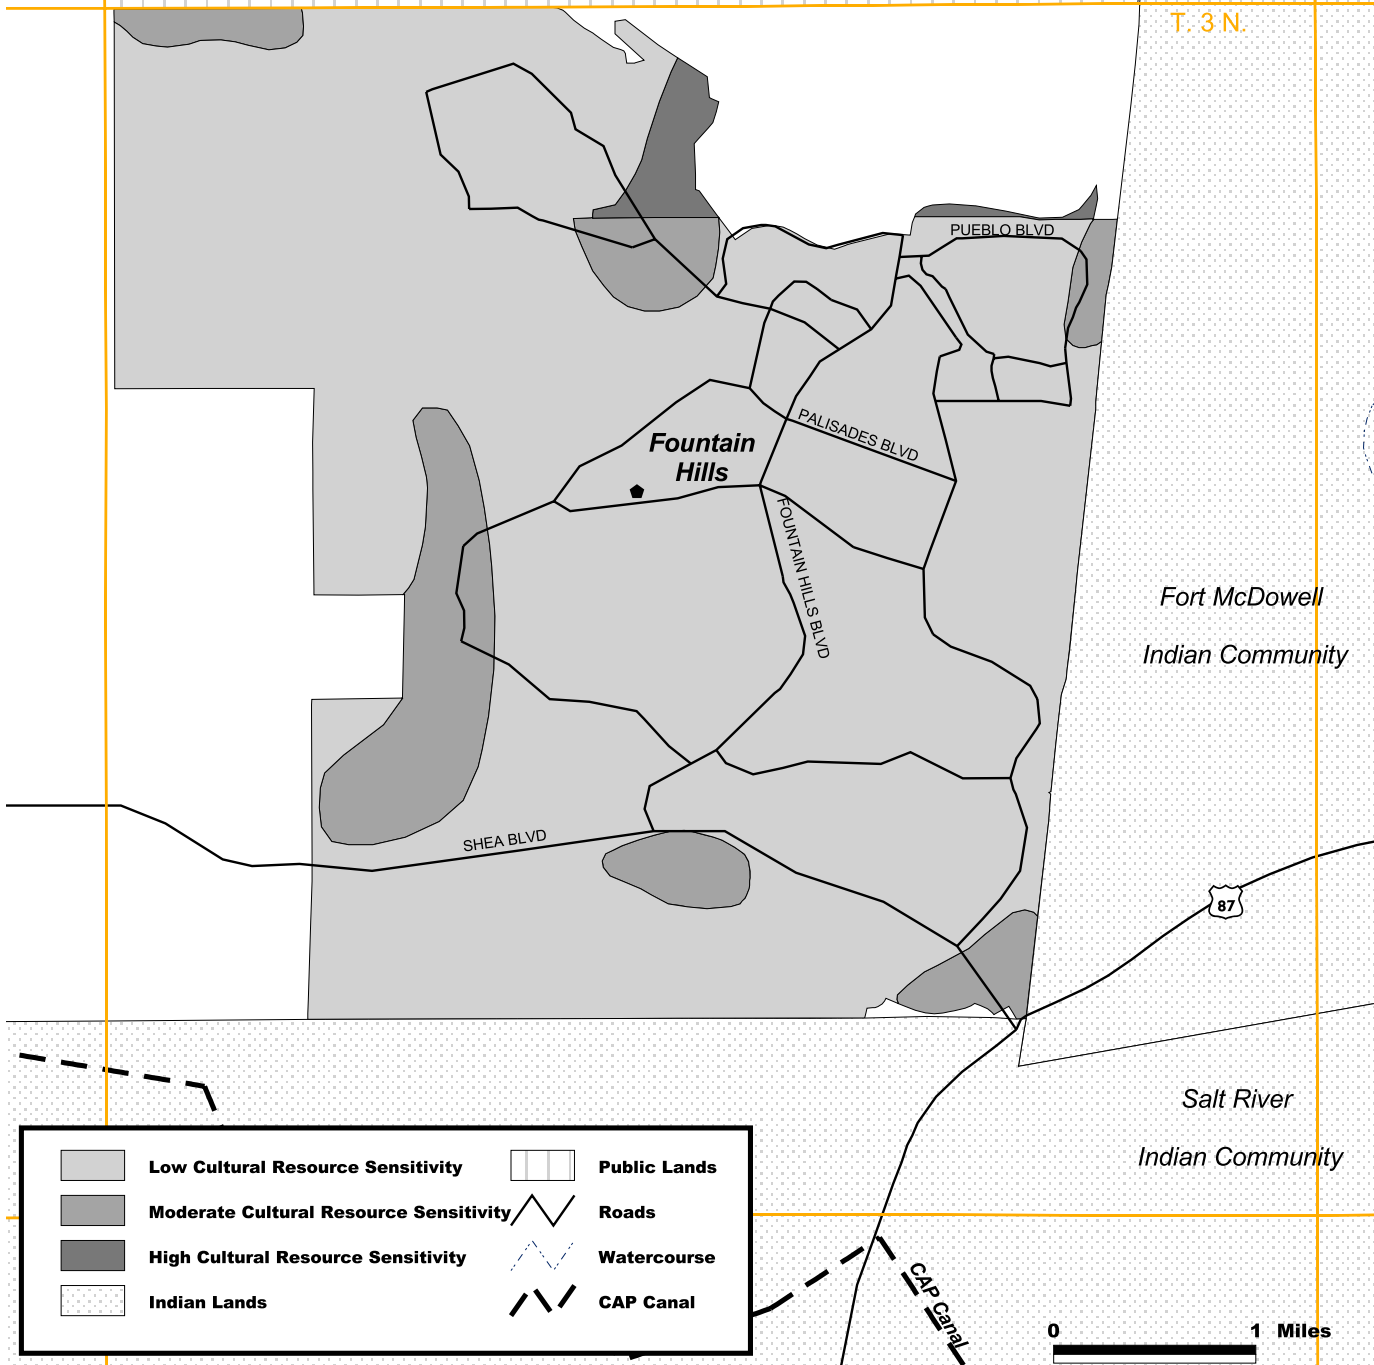 T. 3 N.
PUEBLO BLVD
PALISADES BLVD
Fountain
Hills
FOUNTAIN HILLS BLVD
Fort McDowell
Indian Community
SHEA BLVD
87
Salt River
Indian Community
Low Cultural Resource Sensitivity
Moderate Cultural Resource Sensitivity
High Cultural Resource Sensitivity
Indian Lands
Public Lands
Roads
Watercourse
CAP Canal
CAP Canal
0 1 Miles